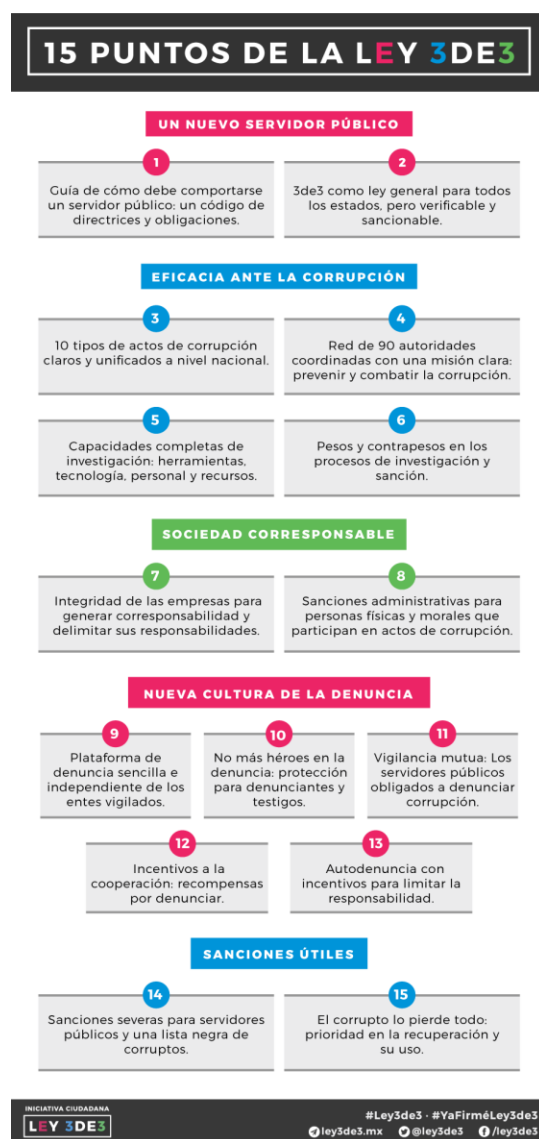 15 PUNTOS DE LA LEY 3DE3
UN NUEVO SERVIDOR PÚBLICO
1
Guía de cómo debe comportarse
un servidor público: un código de
directrices y obligaciones.
2
3de3 como ley general para todos
los estados, pero verificable y
sancionable.
EFICACIA ANTE LA CORRUPCIÓN
3
10 tipos de actos de corrupción
claros y unificados a nivel nacional.
4
Red de 90 autoridades
coordinadas con una misión clara:
prevenir y combatir la corrupción.
5
Capacidades completas de
investigación: herramientas,
tecnología, personal y recursos.
6
Pesos y contrapesos en los
procesos de investigación y
sanción.
SOCIEDAD CORRESPONSABLE
7
Integridad de las empresas para
generar corresponsabilidad y
delimitar sus responsabilidades.
8
Sanciones administrativas para
personas físicas y morales que
participan en actos de corrupción.
NUEVA CULTURA DE LA DENUNCIA
9
Plataforma de
denuncia sencilla e
independiente de los
entes vigilados.
10
No más héroes en la
denuncia: protección
para denunciantes y
testigos.
11
Vigilancia mutua: Los
servidores públicos
obligados a denunciar
corrupción.
12
Incentivos a la
cooperación: recompensas
por denunciar.
13
Autodenuncia con
incentivos para limitar la
responsabilidad.
SANCIONES ÚTILES
14
Sanciones severas para servidores
públicos y una lista negra de
corruptos.
15
El corrupto lo pierde todo:
prioridad en la recuperación y
su uso.
INICIATIVA CIUDADANA
LEY 3DE3
#Ley3de3 · #YaFirméLey3de3
ley3de3.mx @ley3de3 /ley3de3